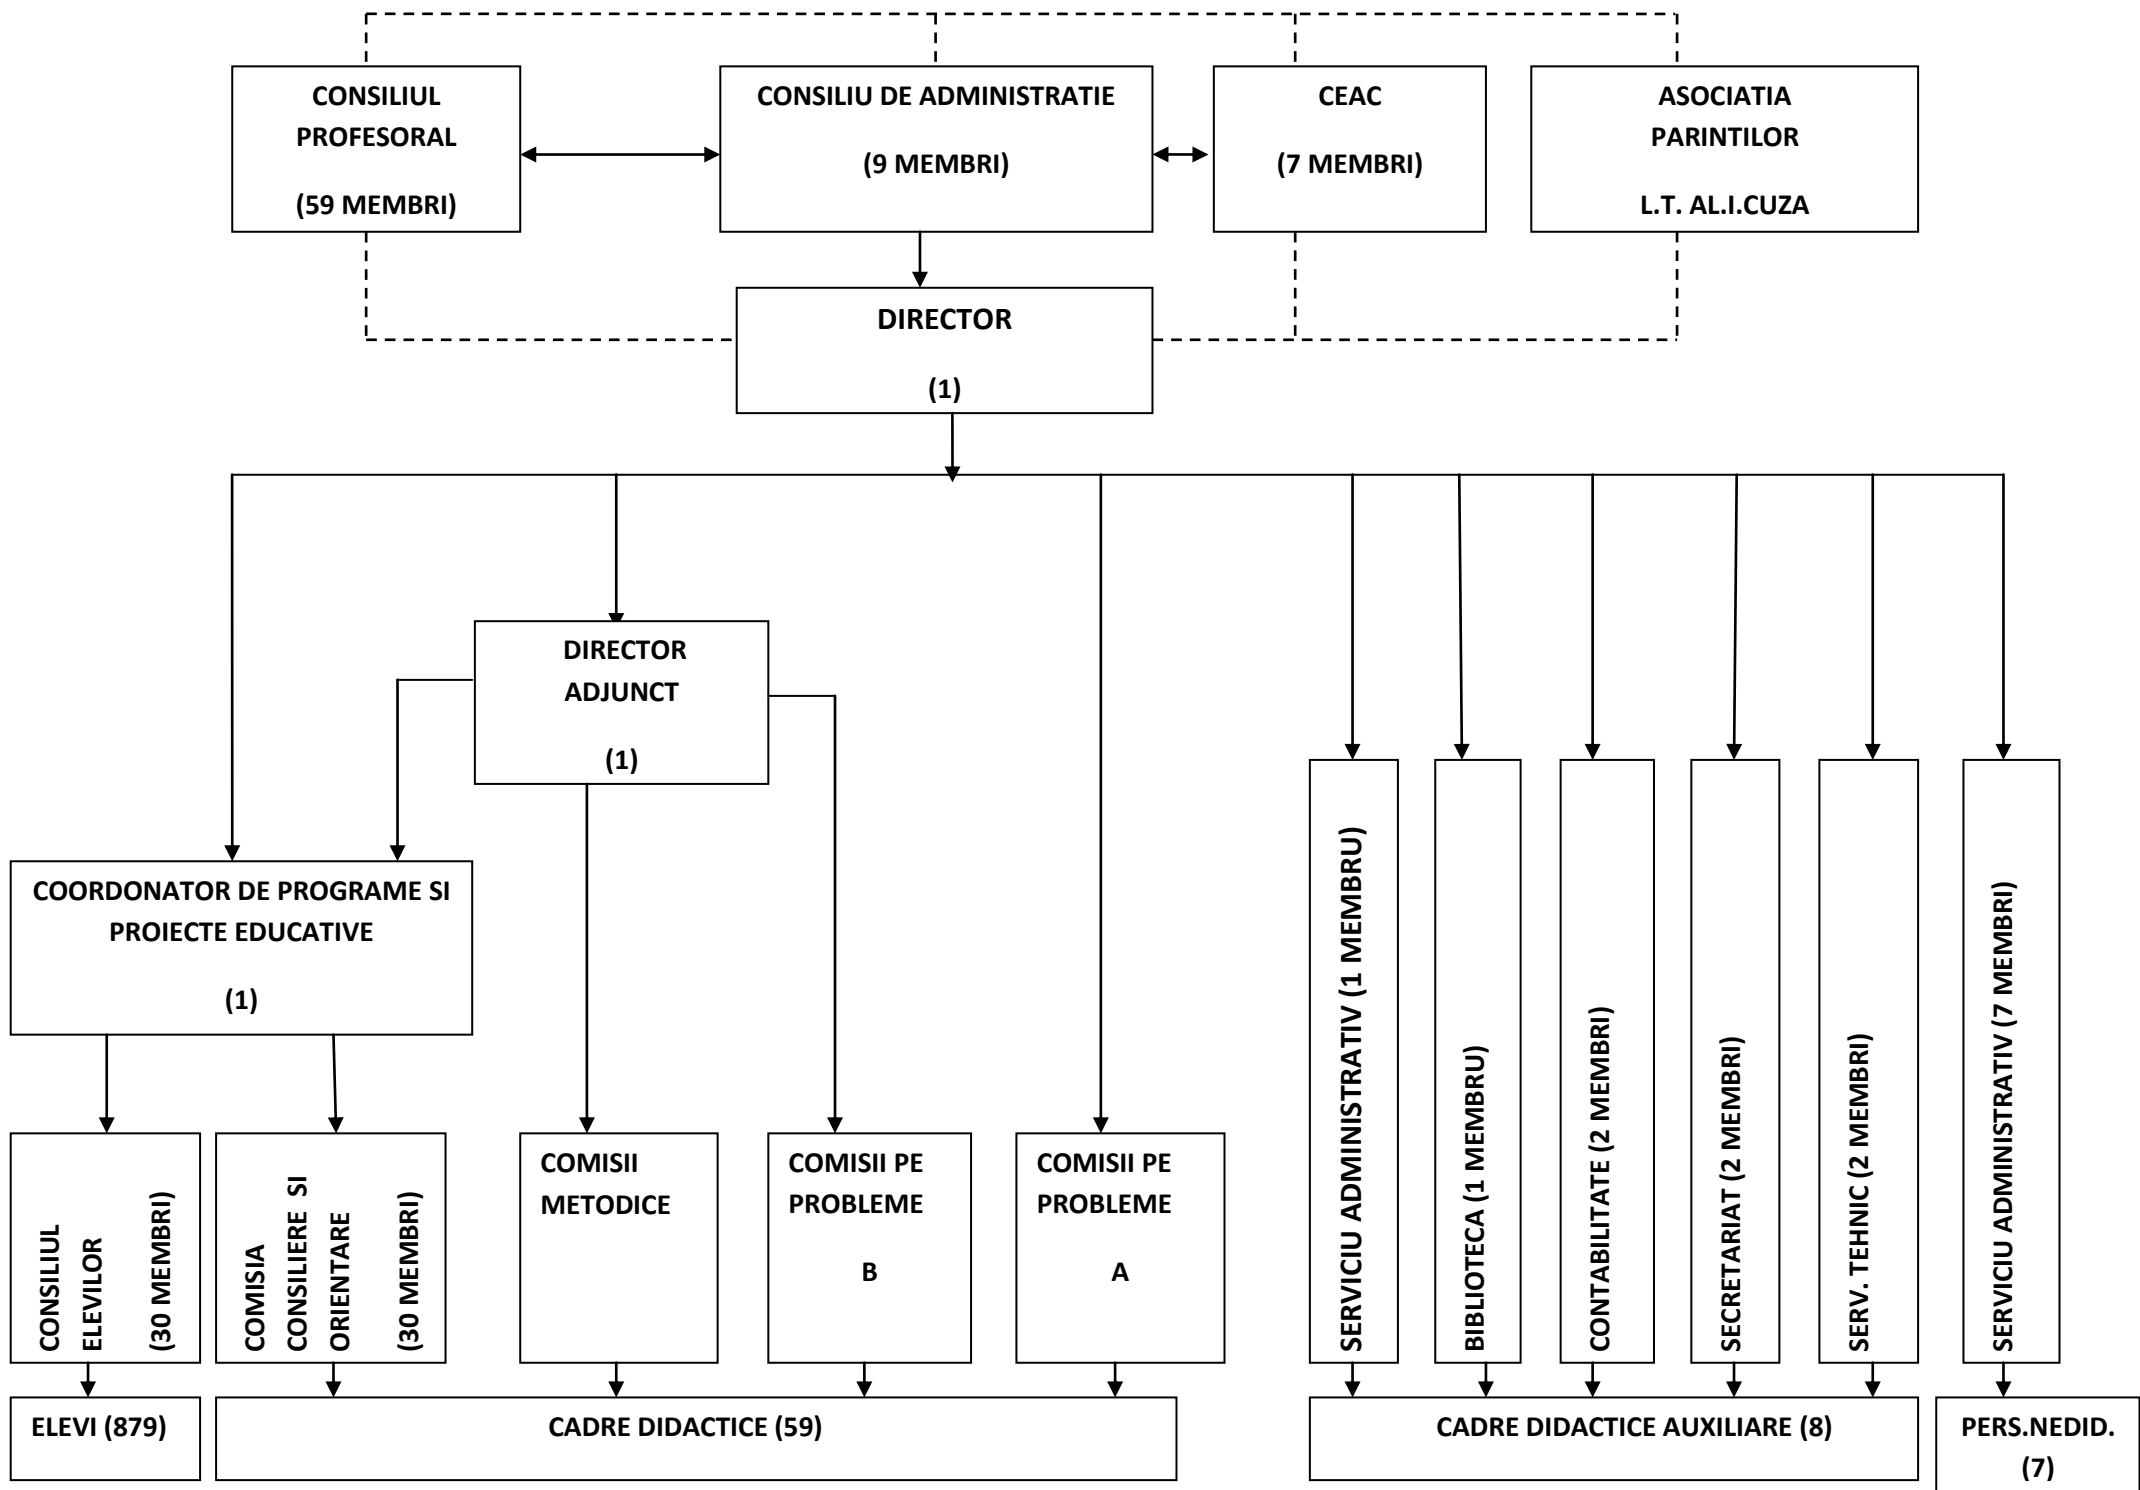 CONSILIUL
PROFESORAL
(59 MEMBRI)
CONSILIU DE ADMINISTRATIE
(9 MEMBRI)
CEAC
(7 MEMBRI)
ASOCIATIA
PARINTILOR
L.T. AL.I.CUZA
DIRECTOR
(1)
DIRECTOR
ADJUNCT
(1)
COORDONATOR DE PROGRAME SI
PROIECTE EDUCATIVE
(1)
CONSILIUL
ELEVILOR
(30 MEMBRI)
COMISIA
CONSILIERE SI
ORIENTARE
(30 MEMBRI)
COMISII
METODICE
COMISII PE
PROBLEME
B
COMISII PE
PROBLEME
A
SERVICIU ADMINISTRATIV (1 MEMBRU)
BIBLIOTECA (1 MEMBRU)
CONTABILITATE (2 MEMBRI)
SECRETARIAT (2 MEMBRI)
SERV. TEHNIC (2 MEMBRI)
SERVICIU ADMINISTRATIV (7 MEMBRI)
ELEVI (879)
CADRE DIDACTICE (59)
CADRE DIDACTICE AUXILIARE (8)
PERS.NEDID.
(7)